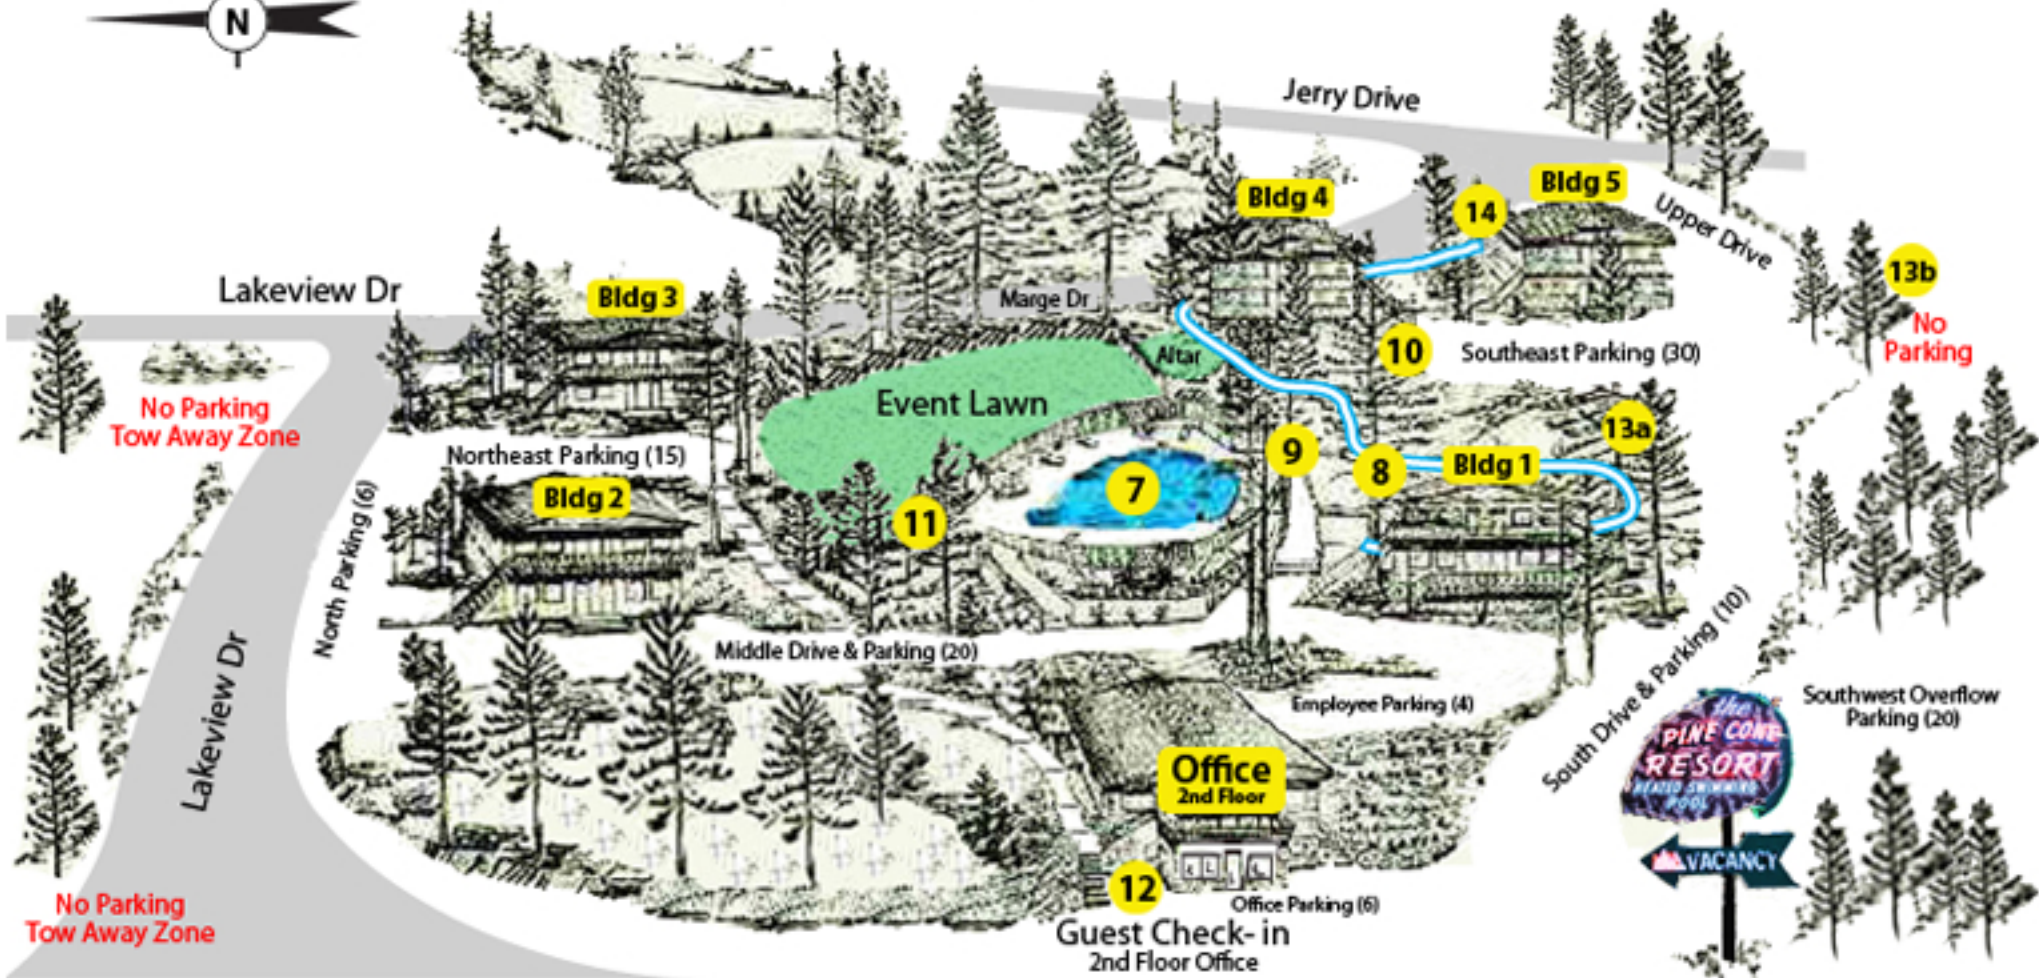 N
Jerry Drive
Bldg 4
14
Bldg 5
Upper Drive
13b
No
Parking
Lakeview Dr
Bldg 3
Marge Dr
Altar
10
Southeast Parking (30)
No Parking
Tow Away Zone
Event Lawn
13a
Northeast Parking (15)
9
8
Bldg 1
7
Bldg 2
11
North Parking (6)
Middle Drive & Parking (20)
South Drive & Parking (10)
Employee Parking (4)
Southwest Overflow
Parking (20)
Lakeview Dr
Office
2nd Floor
the
PINE CONE
RESORT
HEATED SWIMMING
POOL
VACANCY
12
Office Parking (6)
No Parking
Tow Away Zone
Guest Check- in
2nd Floor Office